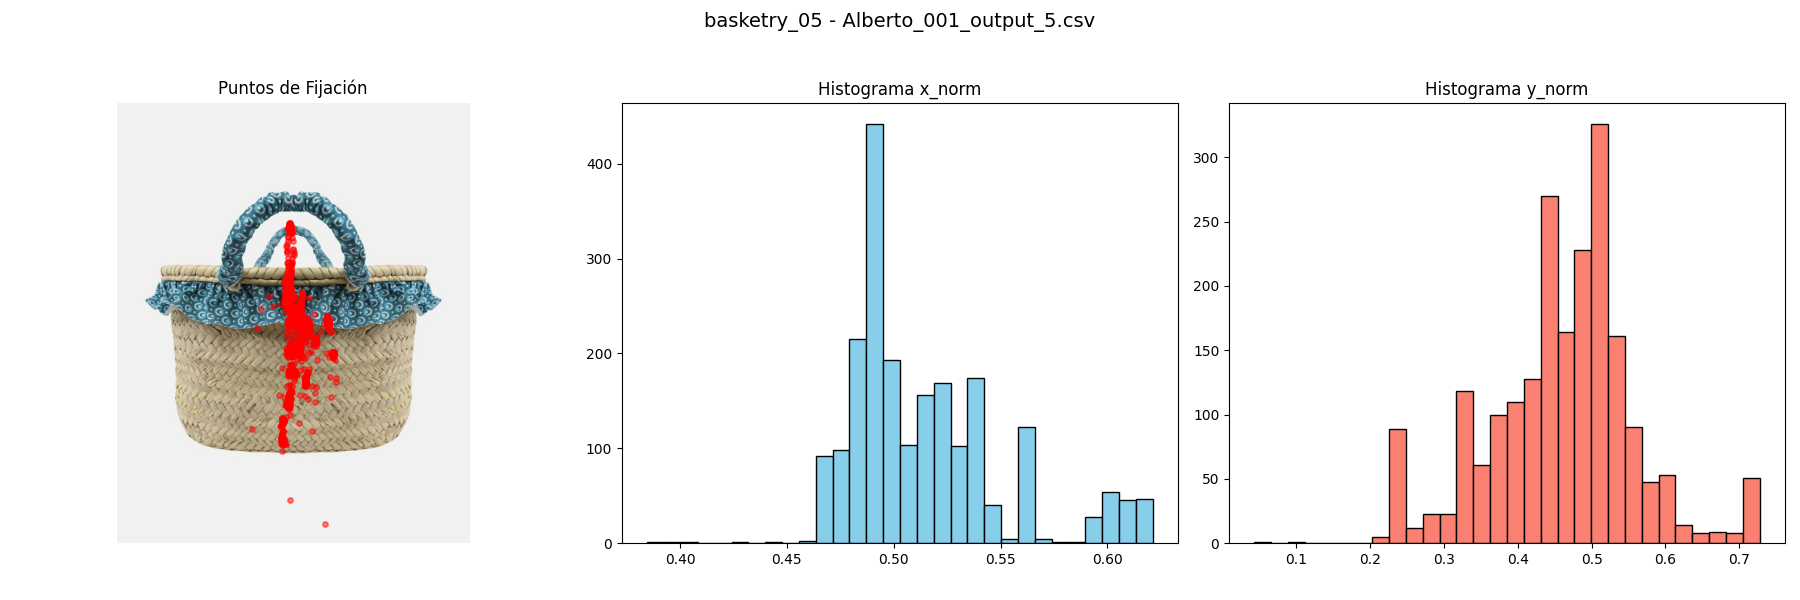 basketry_05 - Alberto_001_output_5.csv
Puntos de Fijación
Histograma x_norm
400
300
200
100
0
0.40 0.45 0.50 0.55 0.60
Histograma y_norm
300
250
200
150
100
50
0
0.1 0.2 0.3 0.4 0.5 0.6 0.7